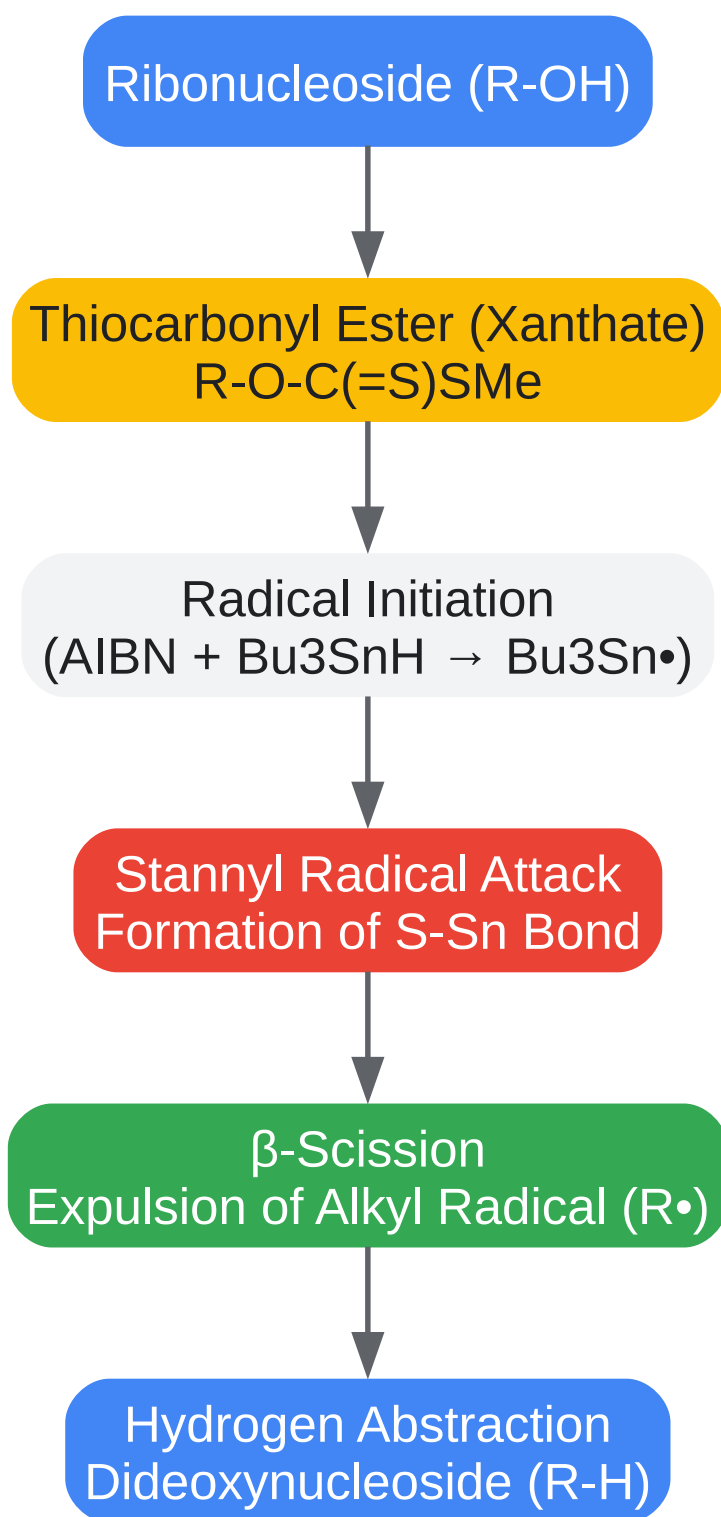 Ribonucleoside (R-OH)
Thiocarbonyl Ester (Xanthate)
R-O-C(=S)SMe
Radical Initiation
(AIBN + Bu3SnH → Bu3Sn•)
Stannyl Radical Attack
Formation of S-Sn Bond
β-Scission
Expulsion of Alkyl Radical (R•)
Hydrogen Abstraction
Dideoxynucleoside (R-H)